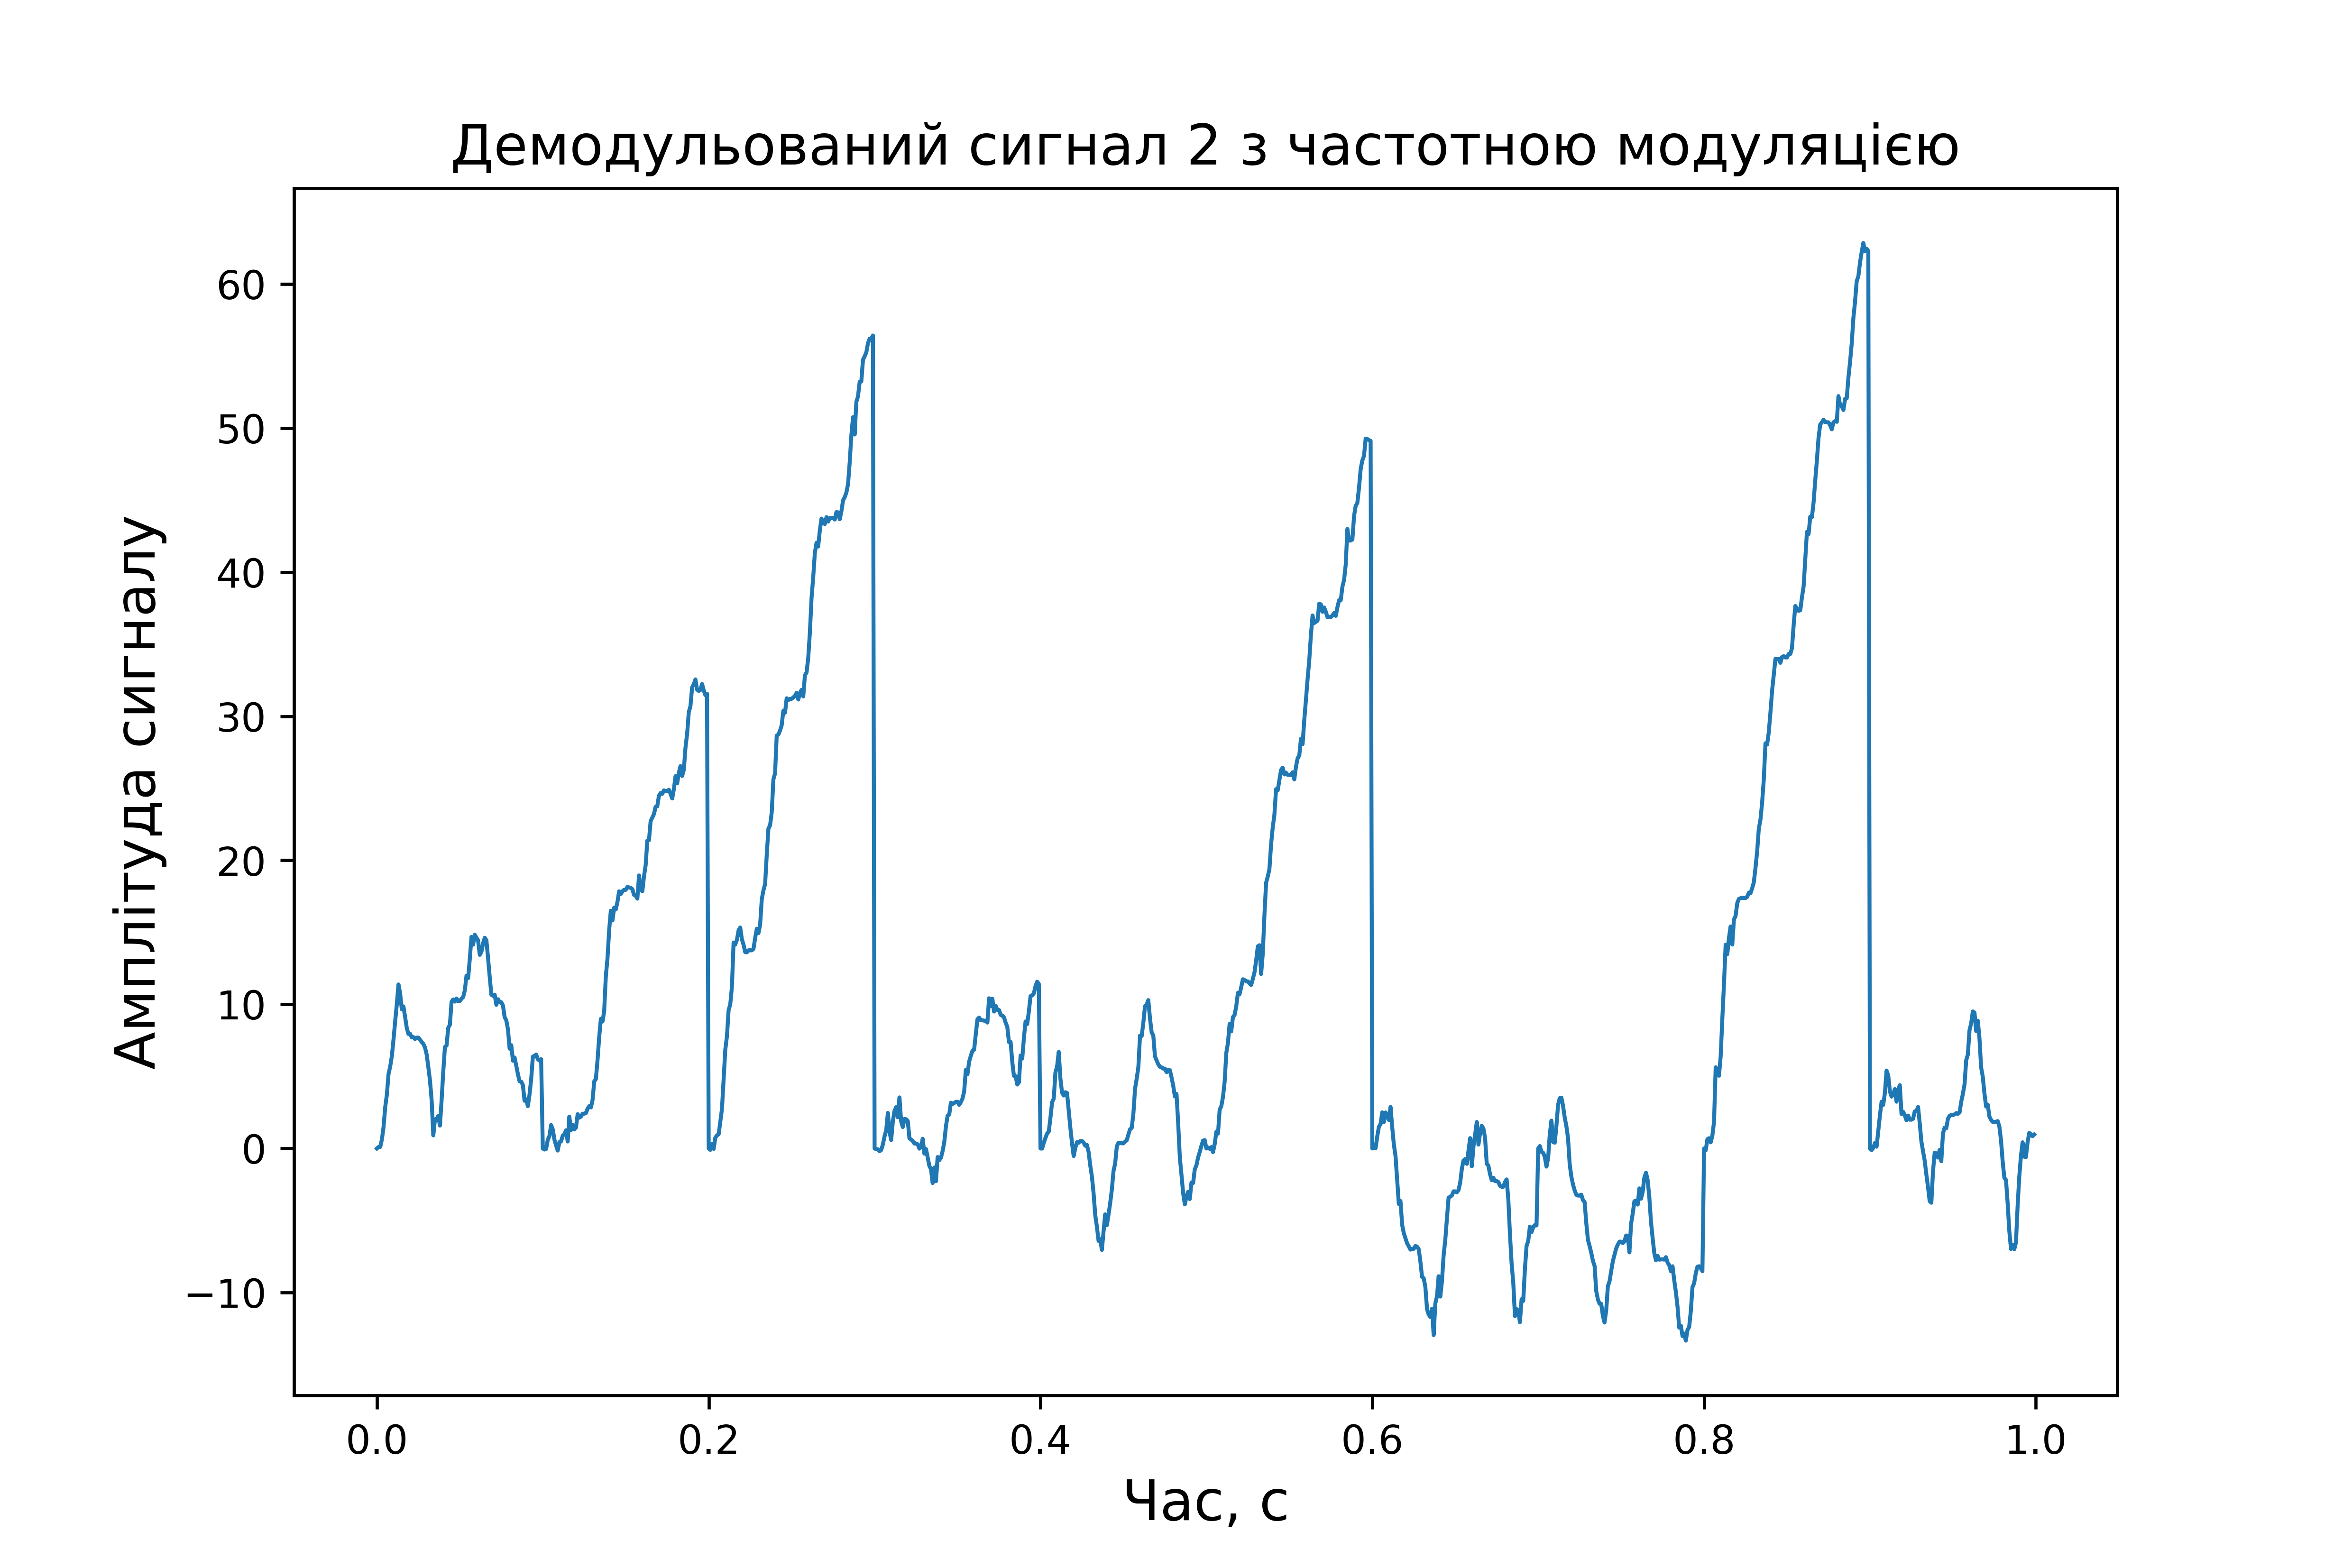 Демодульований сигнал 2 з частотною модуляцією
Амплітуда сигналу
60
50
40
30
20
10
0
−10
0.0 0.2 0.4 0.6 0.8 1.0
Час, с